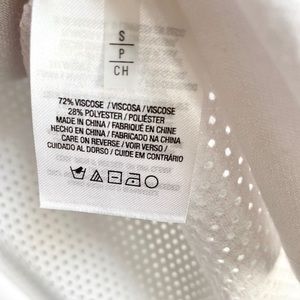 S
P
CH
72% VISCOSE / VISCOSA / VISCOSE
28% POLYESTER / POLIÉSTER
MADE IN CHINA / FABRIQUÉ EN CHINE
HECHO EN CHINA / FABRICADO NA CHINA
CARE ON REVERSE / VOIR VERSO /
CUIDADO AL DORSO / CUIDE EM CONTRÁRIO